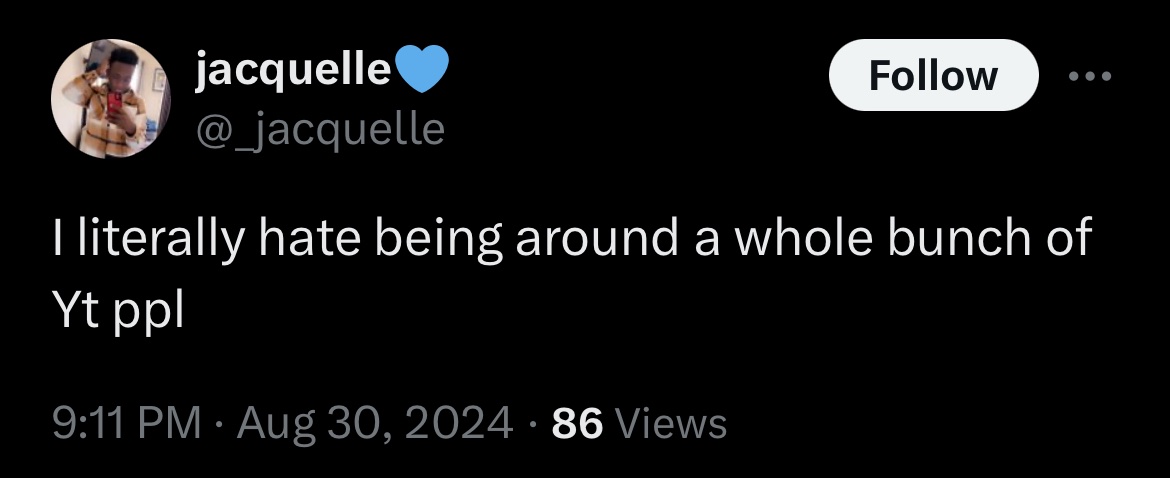 jacquelle💙
@_jacquelle
Follow
I literally hate being around a whole bunch of
Yt ppl
9:11 PM · Aug 30, 2024 · 86 Views